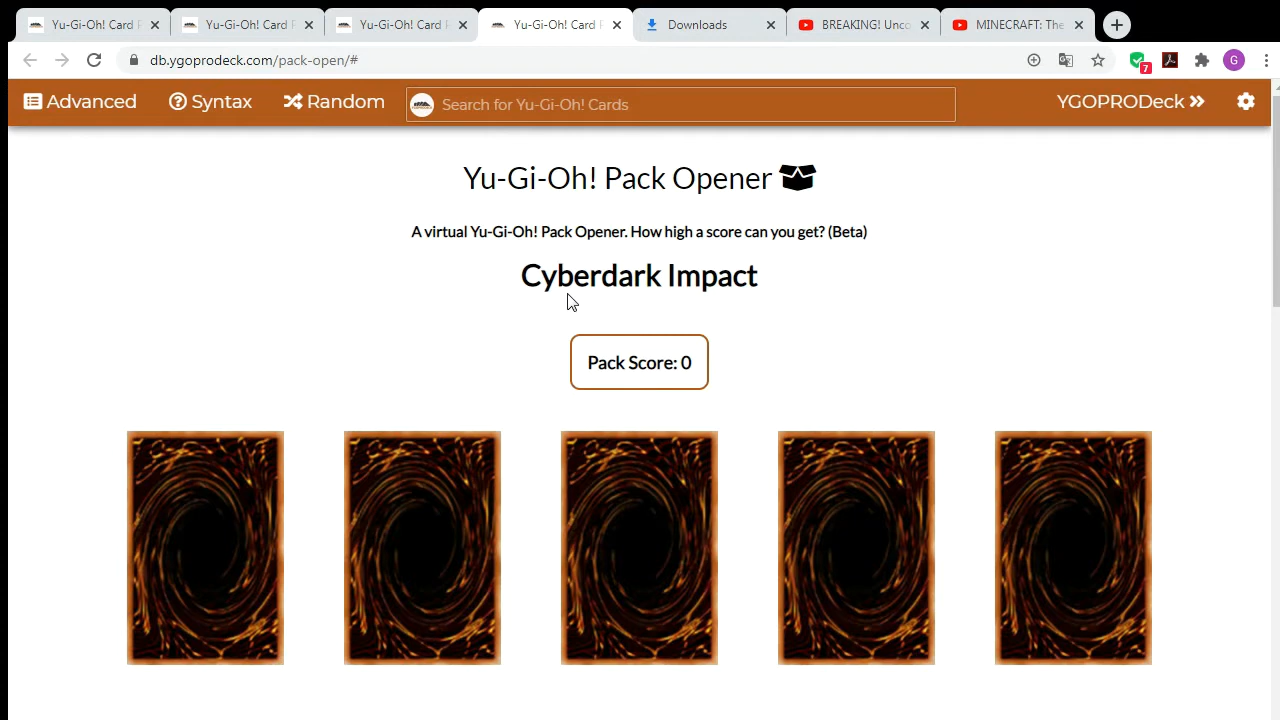 Yu-Gi-Oh! Card
Yu-Gi-Oh! Card
Yu-Gi-Oh! Card
Yu-Gi-Oh! Card
Downloads
BREAKING! Unco
MINECRAFT: The
db.ygoprodeck.com/pack-open/#
7
G
Advanced
Syntax
Random
Search for Yu-Gi-Oh! Cards
YGOPRODeck
Yu-Gi-Oh! Pack Opener
A virtual Yu-Gi-Oh! Pack Opener. How high a score can you get? (Beta)
Cyberdark Impact
Pack Score: 0